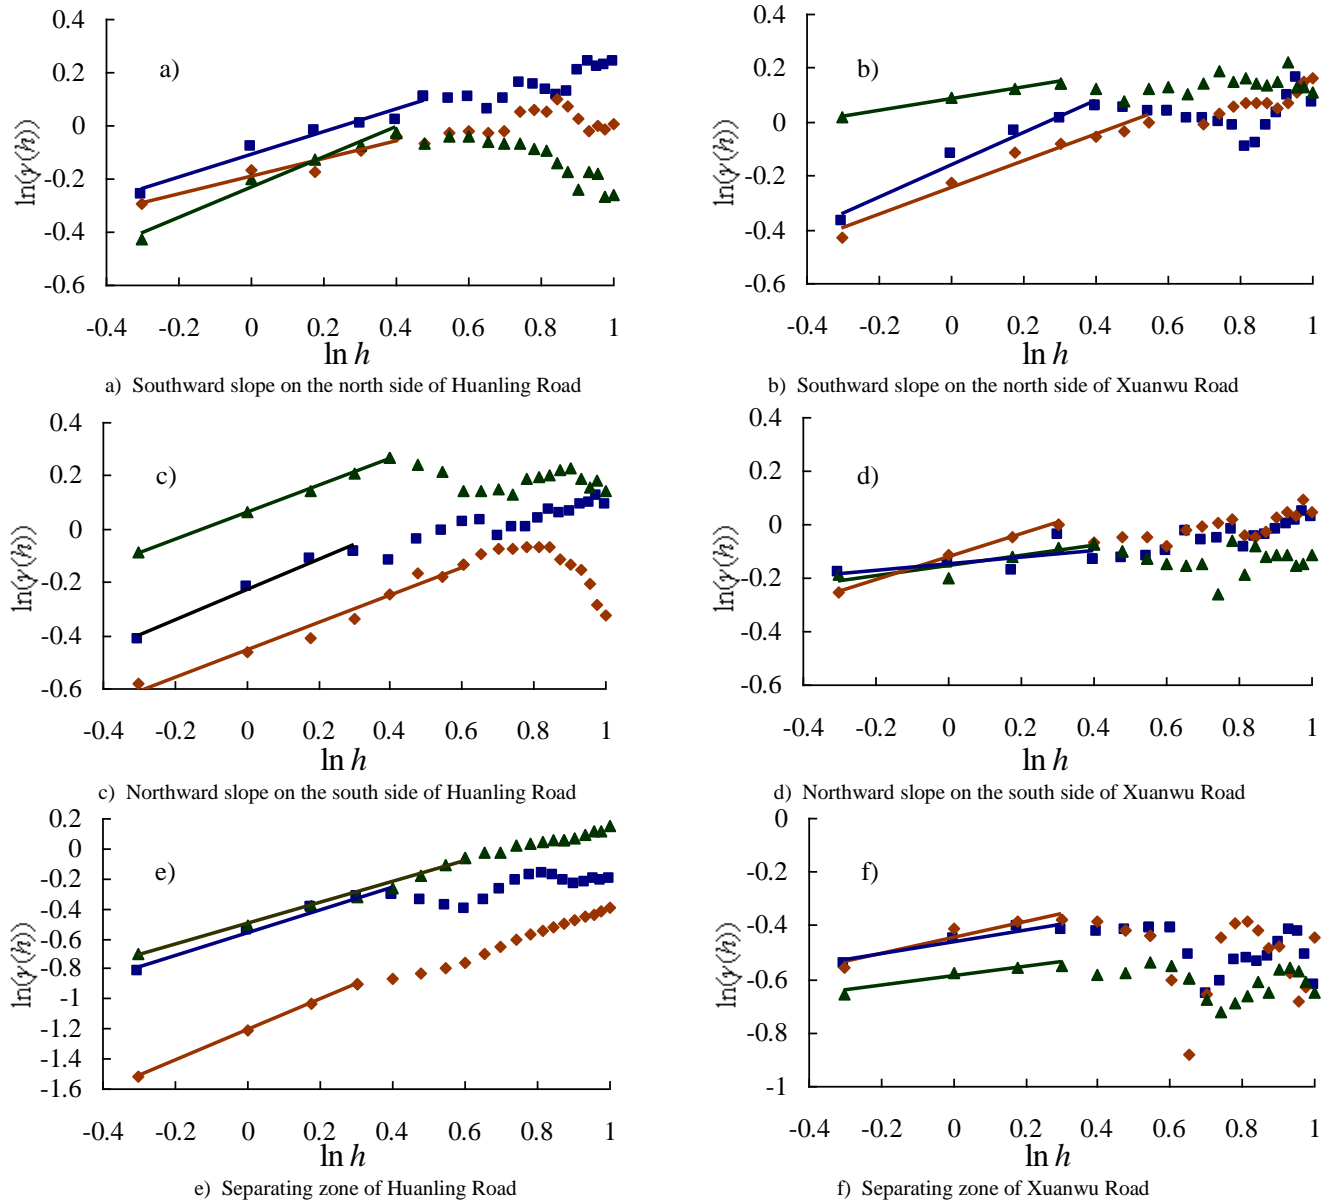 0.4
0.2
0
-0.2
-0.4
-0.6
ln(γ(h))
a)
-0.4 -0.2 0 0.2 0.4 0.6 0.8 1
ln h
a) Southward slope on the north side of Huanling Road
0.4
0.2
0
-0.2
-0.4
-0.6
ln(γ(h))
b)
-0.4 -0.2 0 0.2 0.4 0.6 0.8 1
ln h
b) Southward slope on the north side of Xuanwu Road
0.4
0.2
0
-0.2
-0.4
-0.6
ln(γ(h))
c)
-0.4 -0.2 0 0.2 0.4 0.6 0.8 1
ln h
c) Northward slope on the south side of Huanling Road
0.4
0.2
0
-0.2
-0.4
-0.6
ln(γ(h))
d)
-0.4 -0.2 0 0.2 0.4 0.6 0.8 1
ln h
d) Northward slope on the south side of Xuanwu Road
0.2
0
-0.2
-0.4
-0.6
-0.8
-1
-1.2
-1.4
-1.6
ln(γ(h))
e)
-0.4 -0.2 0 0.2 0.4 0.6 0.8 1
ln h
e) Separating zone of Huanling Road
0
-0.2
-0.4
-0.6
-0.8
-1
ln(γ(h))
f)
-0.4 -0.2 0 0.2 0.4 0.6 0.8 1
ln h
f) Separating zone of Xuanwu Road